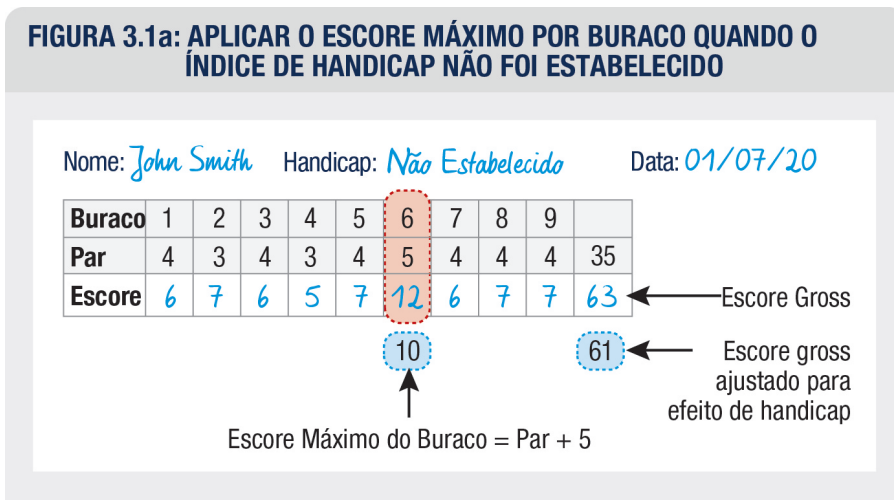 FIGURA 3.1a: APLICAR O ESCORE MÁXIMO POR BURACO QUANDO O
ÍNDICE DE HANDICAP NÃO FOI ESTABELECIDO
Nome: John Smith Handicap: Não Estabelecido Data: 01/07/20
Buraco 1 2 3 4 5 6 7 8 9
Par 4 3 4 3 4 5 4 4 4 35
Escore 6 7 6 5 7 12 6 7 7 63 Escore Gross
10 61 Escore gross
ajustado para
efeito de handicap
Escore Máximo do Buraco = Par + 5